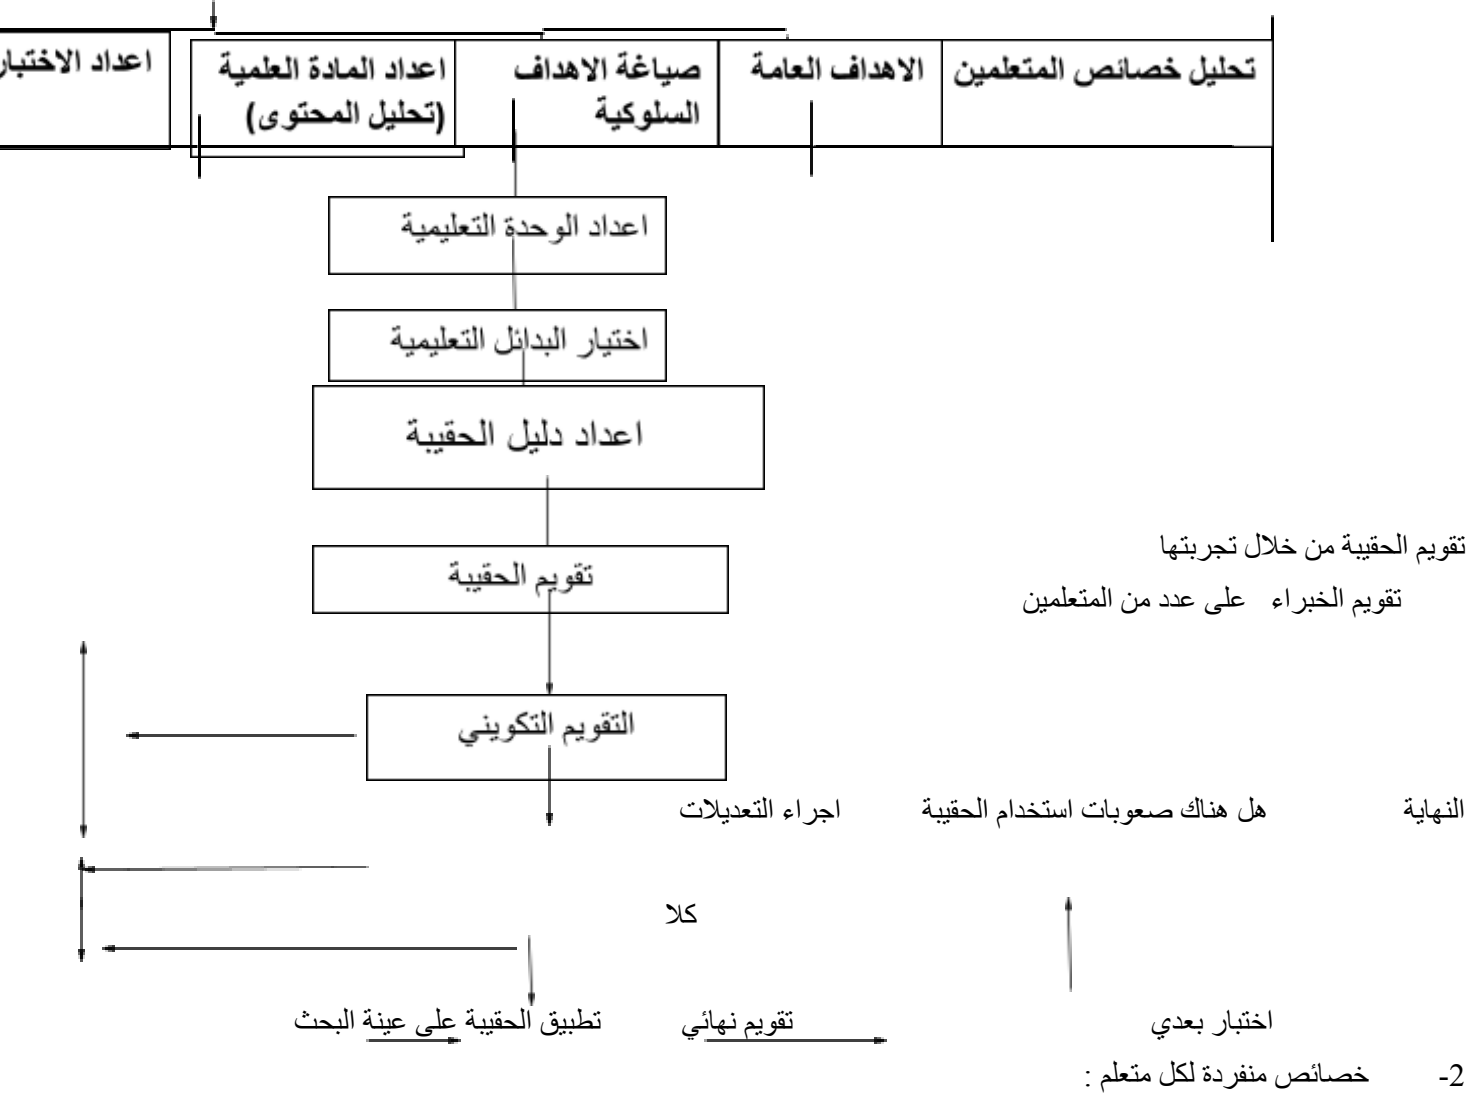 تحليل خصائص المتعلمين
الاهداف العامة
صياغة الاهداف
السلوكية
اعداد المادة العلمية
(تحليل المحتوى)
اعداد الاختبار
اعداد الوحدة التعليمية
اختيار البدائل التعليمية
اعداد دليل الحقيبة
تقويم الحقيبة من خلال تجربتها
تقويم الحقيبة
تقويم الخبراء على عدد من المتعلمين
التقويم التكويني
النهاية هل هناك صعوبات استخدام الحقيبة اجراء التعديلات
كلا
اختبار بعدي تقويم نهائي تطبيق الحقيبة على عينة البحث
2- خصائص منفردة لكل متعلم :